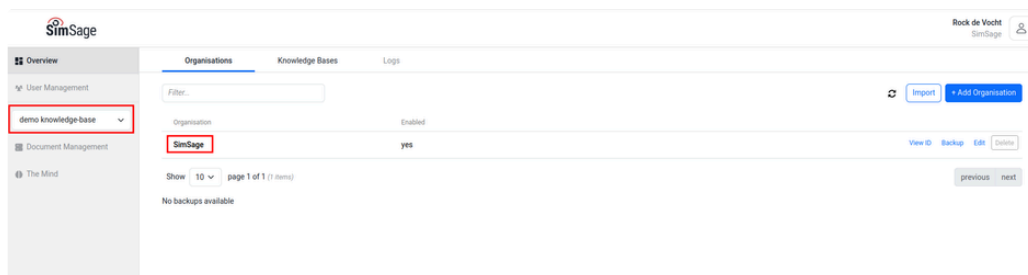 SimSage
Rock de Vocht
SimSage
Overview
Organisations Knowledge Bases Logs
User Management
Filter...
Import + Add Organisation
demo knowledge-base
Organisation Enabled
SimSage yes View ID Backup Edit Delete
Document Management
The Mind
Show 10 page 1 of 1 (1 items) previous next
No backups available